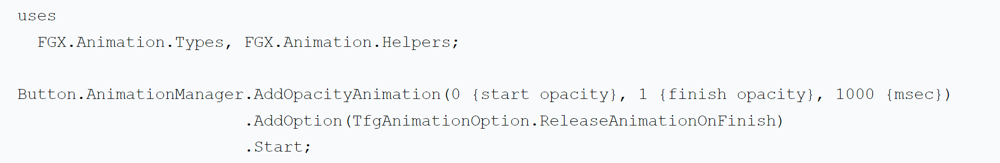 uses
FGX.Animation.Types, FGX.Animation.Helpers;
Button.AnimationManager.AddOpacityAnimation(0 {start opacity}, 1 {finish opacity}, 1000 {msec})
.AddOption(TfgAnimationOption.ReleaseAnimationOnFinish)
.Start;